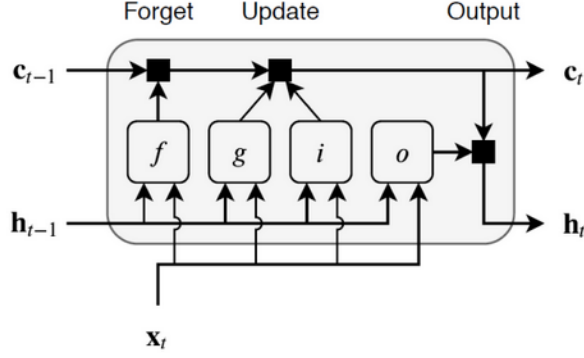 Forget Update Output
c_{t−1} c_t
f g i o
h_{t−1} h_t
x_t